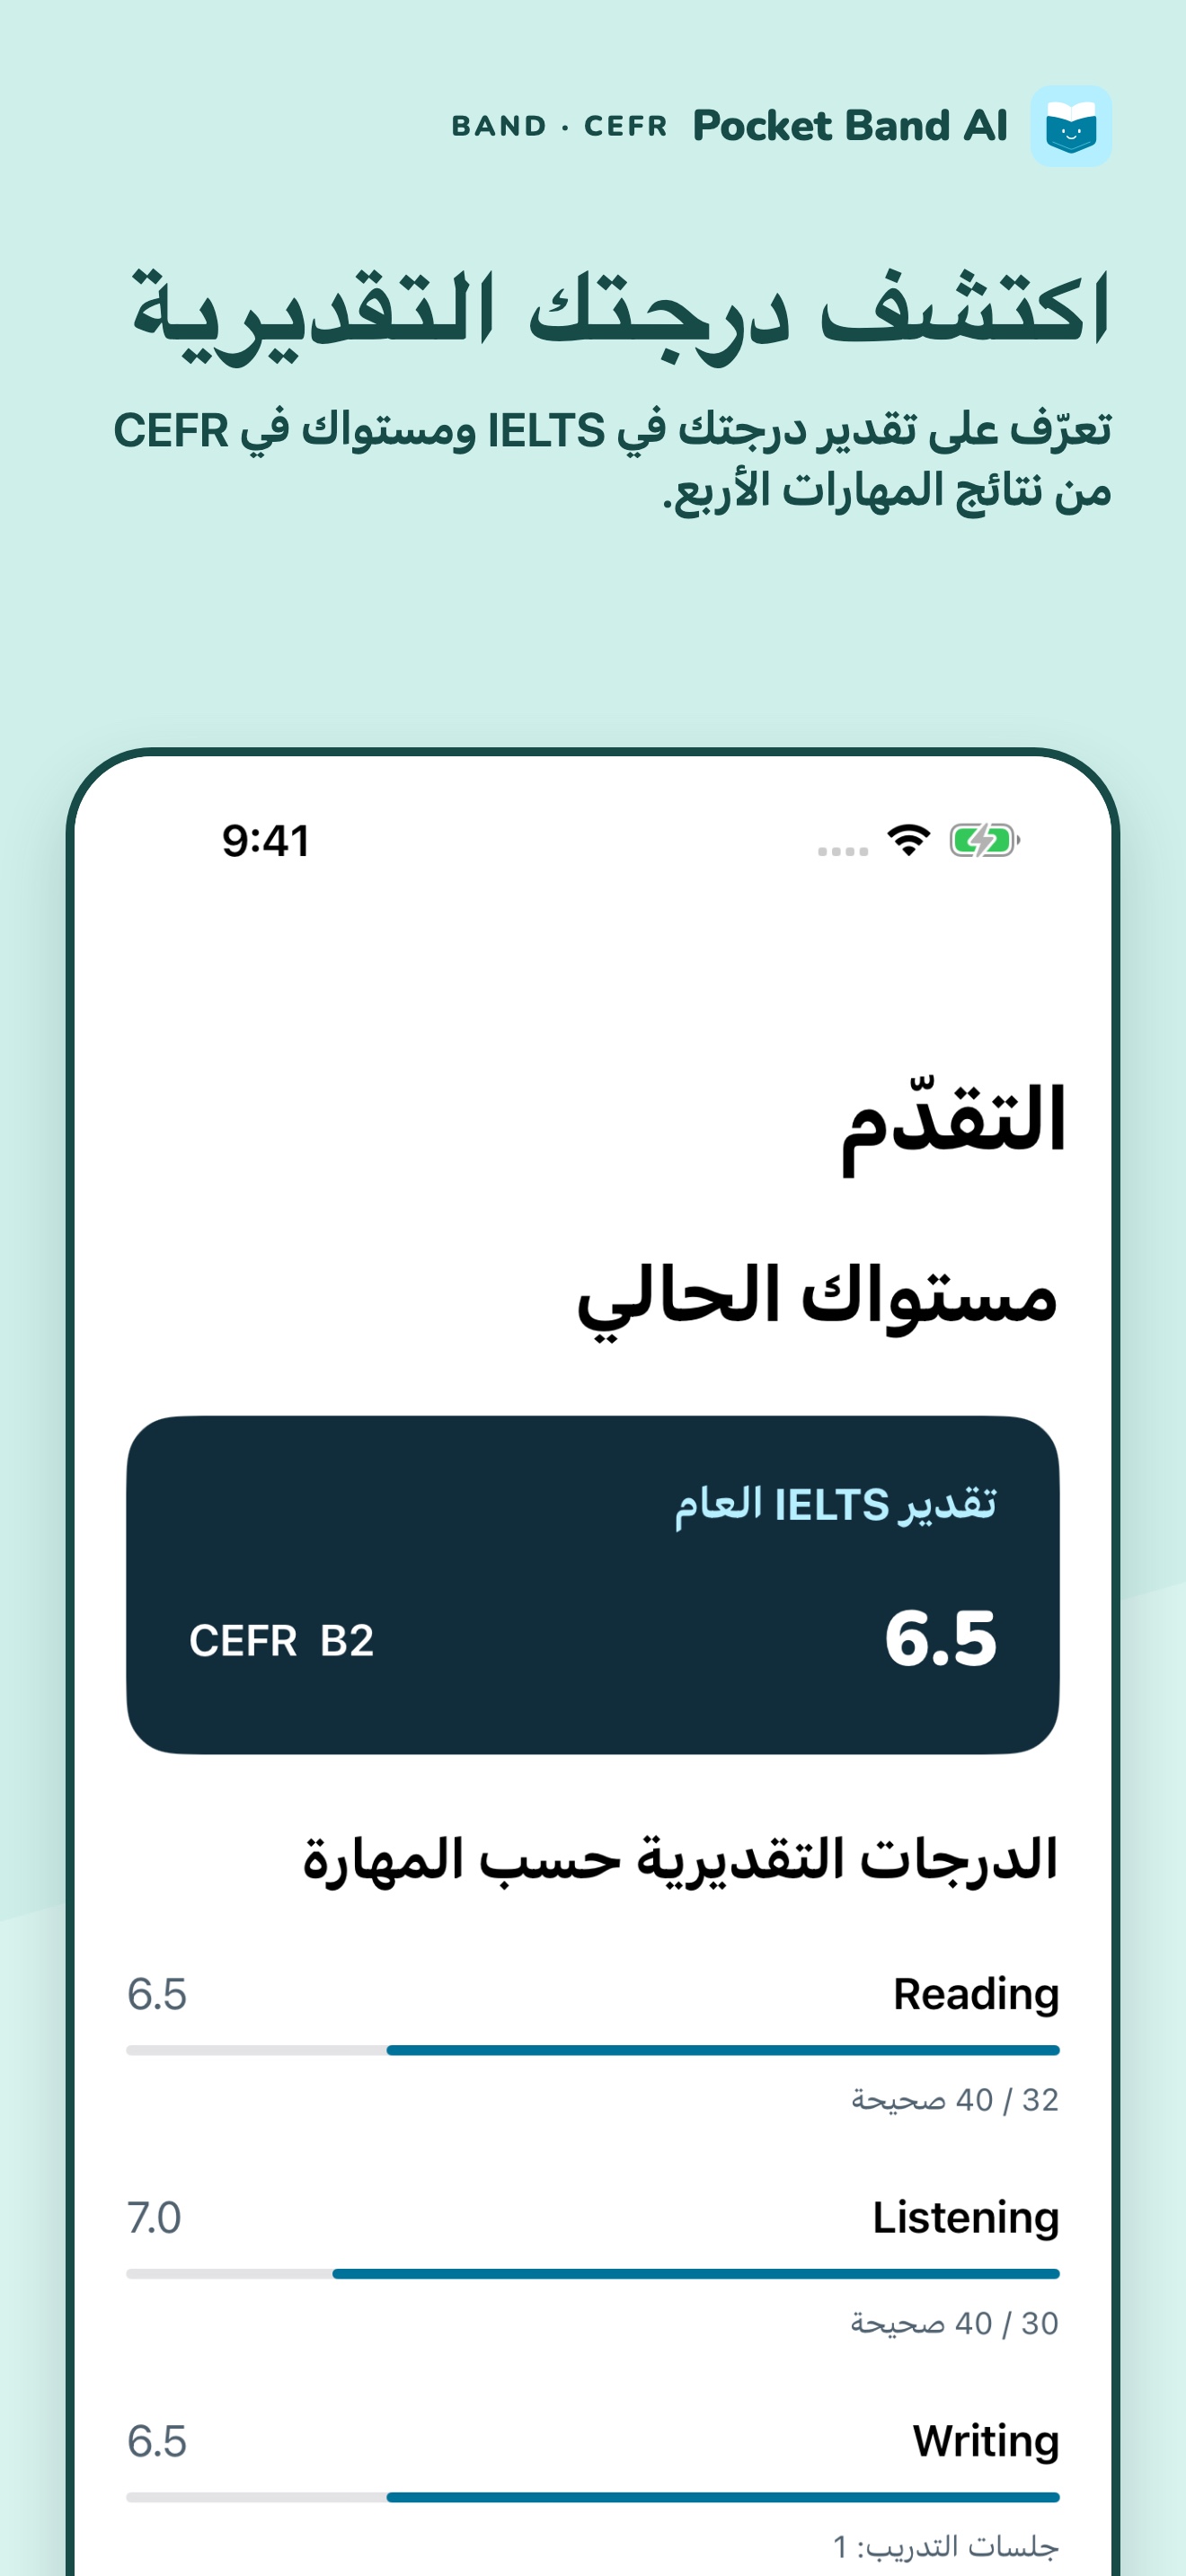 Pocket Band AI BAND · CEFR
اكتشف درجتك التقديرية
تعرّف على تقدير درجتك في IELTS ومستواك في CEFR
من نتائج المهارات الأربع.
9:41
التقدّم
مستواك الحالي
تقدير IELTS العام
6.5 CEFR B2
الدرجات التقديرية حسب المهارة
Reading 6.5
32 / 40 صحيحة
Listening 7.0
30 / 40 صحيحة
Writing 6.5
جلسات التدريب: 1